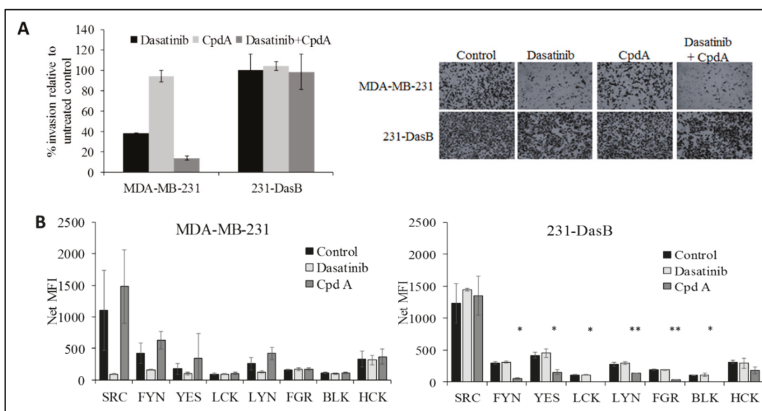 A
Dasatinib CpdA Dasatinib+CpdA
% invasion relative to
untreated control
140
120
100
80
60
40
20
0
MDA-MB-231 231-DasB
Control Dasatinib CpdA Dasatinib
+ CpdA
MDA-MB-231
231-DasB
B
MDA-MB-231
Net MFI
2500
2000
1500
1000
500
0
Control
Dasatinib
Cpd A
SRC FYN YES LCK LYN FGR BLK HCK
231-DasB
Net MFI
2500
2000
1500
1000
500
0
Control
Dasatinib
Cpd A
* * * ** ** *
SRC FYN YES LCK LYN FGR BLK HCK